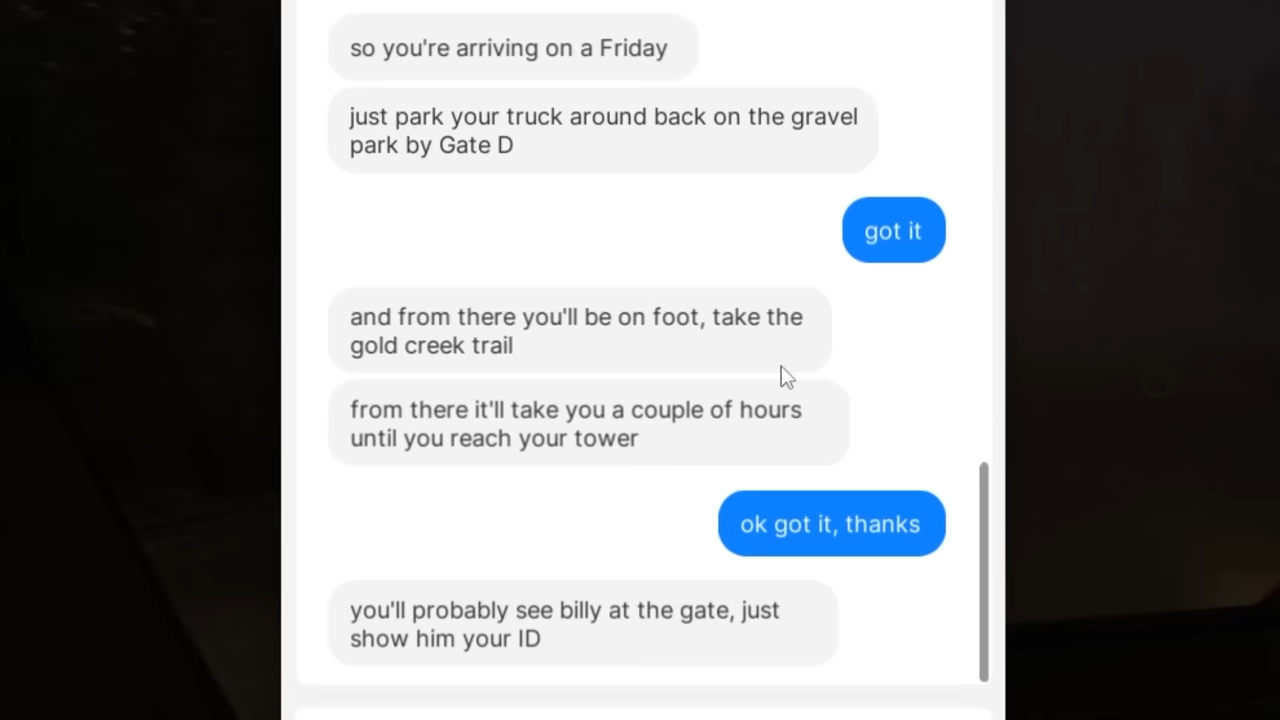 so you're arriving on a Friday
just park your truck around back on the gravel
park by Gate D
got it
and from there you'll be on foot, take the
gold creek trail
from there it'll take you a couple of hours
until you reach your tower
ok got it, thanks
you'll probably see billy at the gate, just
show him your ID